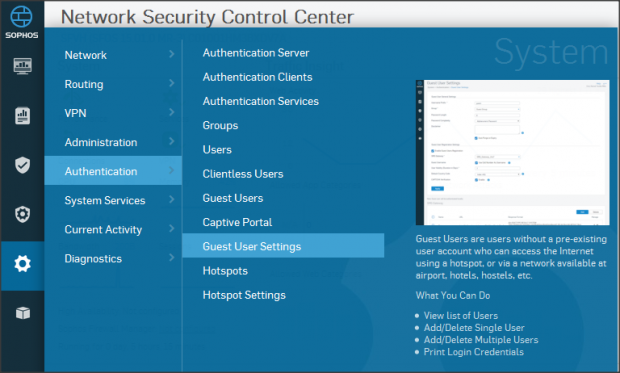 SOPHOS
Network Security Control Center
System
Network
Routing
VPN
Administration
Authentication
System Services
Current Activity
Diagnostics
Authentication Server
Authentication Clients
Authentication Services
Groups
Users
Clientless Users
Guest Users
Captive Portal
Guest User Settings
Hotspots
Hotspot Settings
Guest User Settings
Guest Users are users without a pre-existing
user account who can access the Internet
using a hotspot, or via a network available at
airport, hotels, hostels, etc.
What You Can Do
View list of Users
Add/Delete Single User
Add/Delete Multiple Users
Print Login Credentials